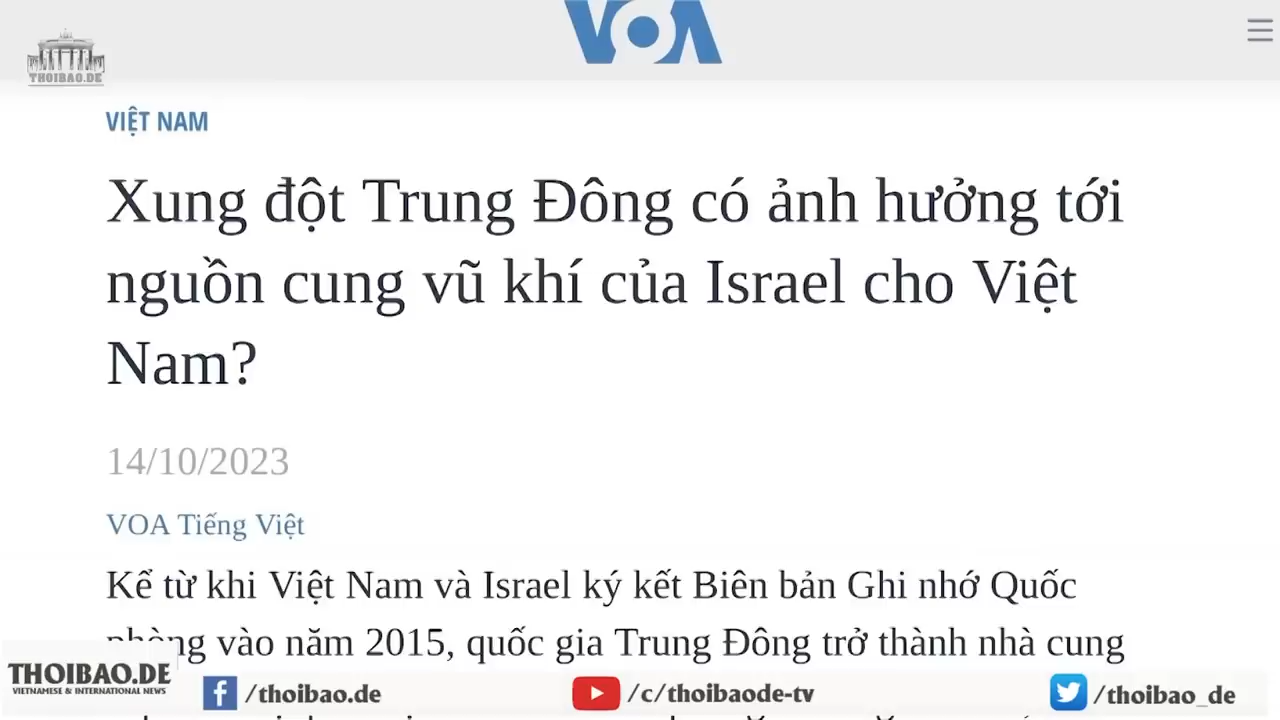 VOA
THOIBAO.DE
VIỆT NAM
Xung đột Trung Đông có ảnh hưởng tới
nguồn cung vũ khí của Israel cho Việt
Nam?
14/10/2023
VOA Tiếng Việt
Kể từ khi Việt Nam và Israel ký kết Biên bản Ghi nhớ Quốc
phòng vào năm 2015, quốc gia Trung Đông trở thành nhà cung
THOIBAO.DE
VIETNAMESE & INTERNATIONAL NEWS
/thoibao.de
/c/thoibaode-tv
/thoibao_de